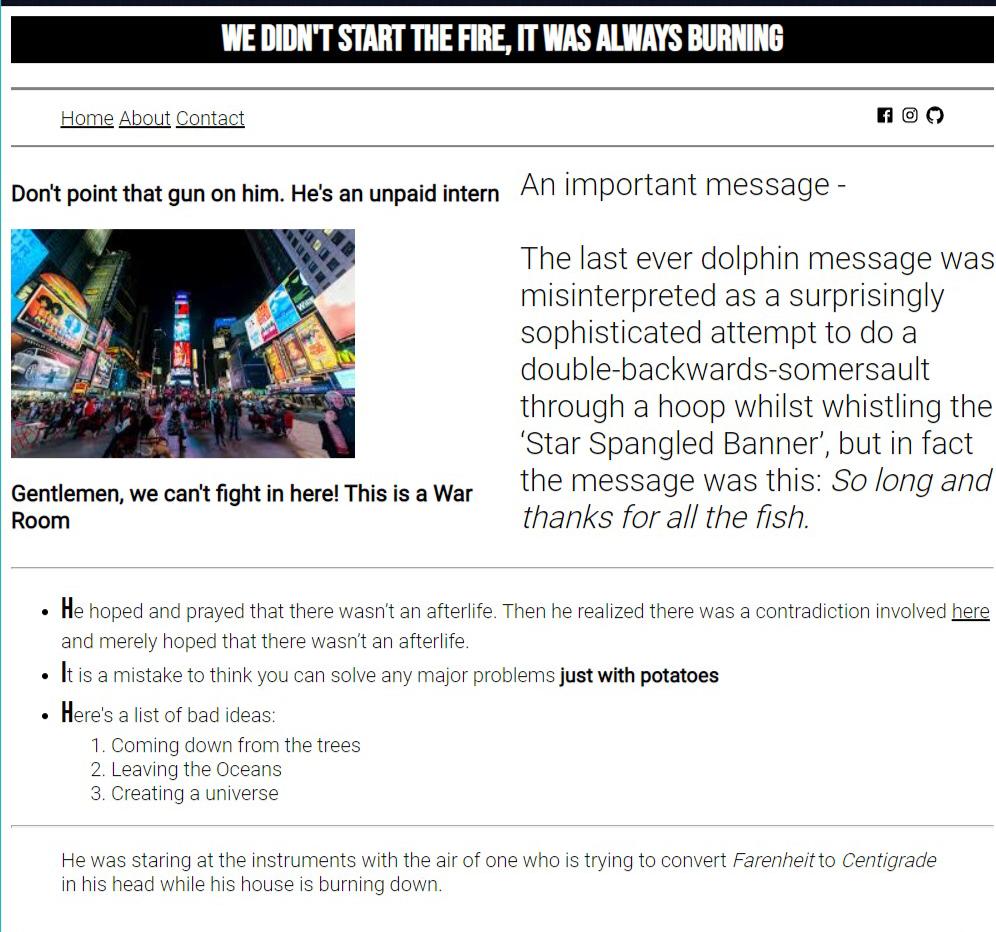 WE DIDN'T START THE FIRE, IT WAS ALWAYS BURNING
Home About Contact
Don't point that gun on him. He's an unpaid intern
Gentlemen, we can't fight in here! This is a War
Room
An important message -
The last ever dolphin message was
misinterpreted as a surprisingly
sophisticated attempt to do a
double-backwards-somersault
through a hoop whilst whistling the
‘Star Spangled Banner’, but in fact
the message was this: So long and
thanks for all the fish.
• He hoped and prayed that there wasn’t an afterlife. Then he realized there was a contradiction involved here
and merely hoped that there wasn’t an afterlife.
• It is a mistake to think you can solve any major problems just with potatoes
• Here's a list of bad ideas:
1. Coming down from the trees
2. Leaving the Oceans
3. Creating a universe
He was staring at the instruments with the air of one who is trying to convert Farenheit to Centigrade
in his head while his house is burning down.